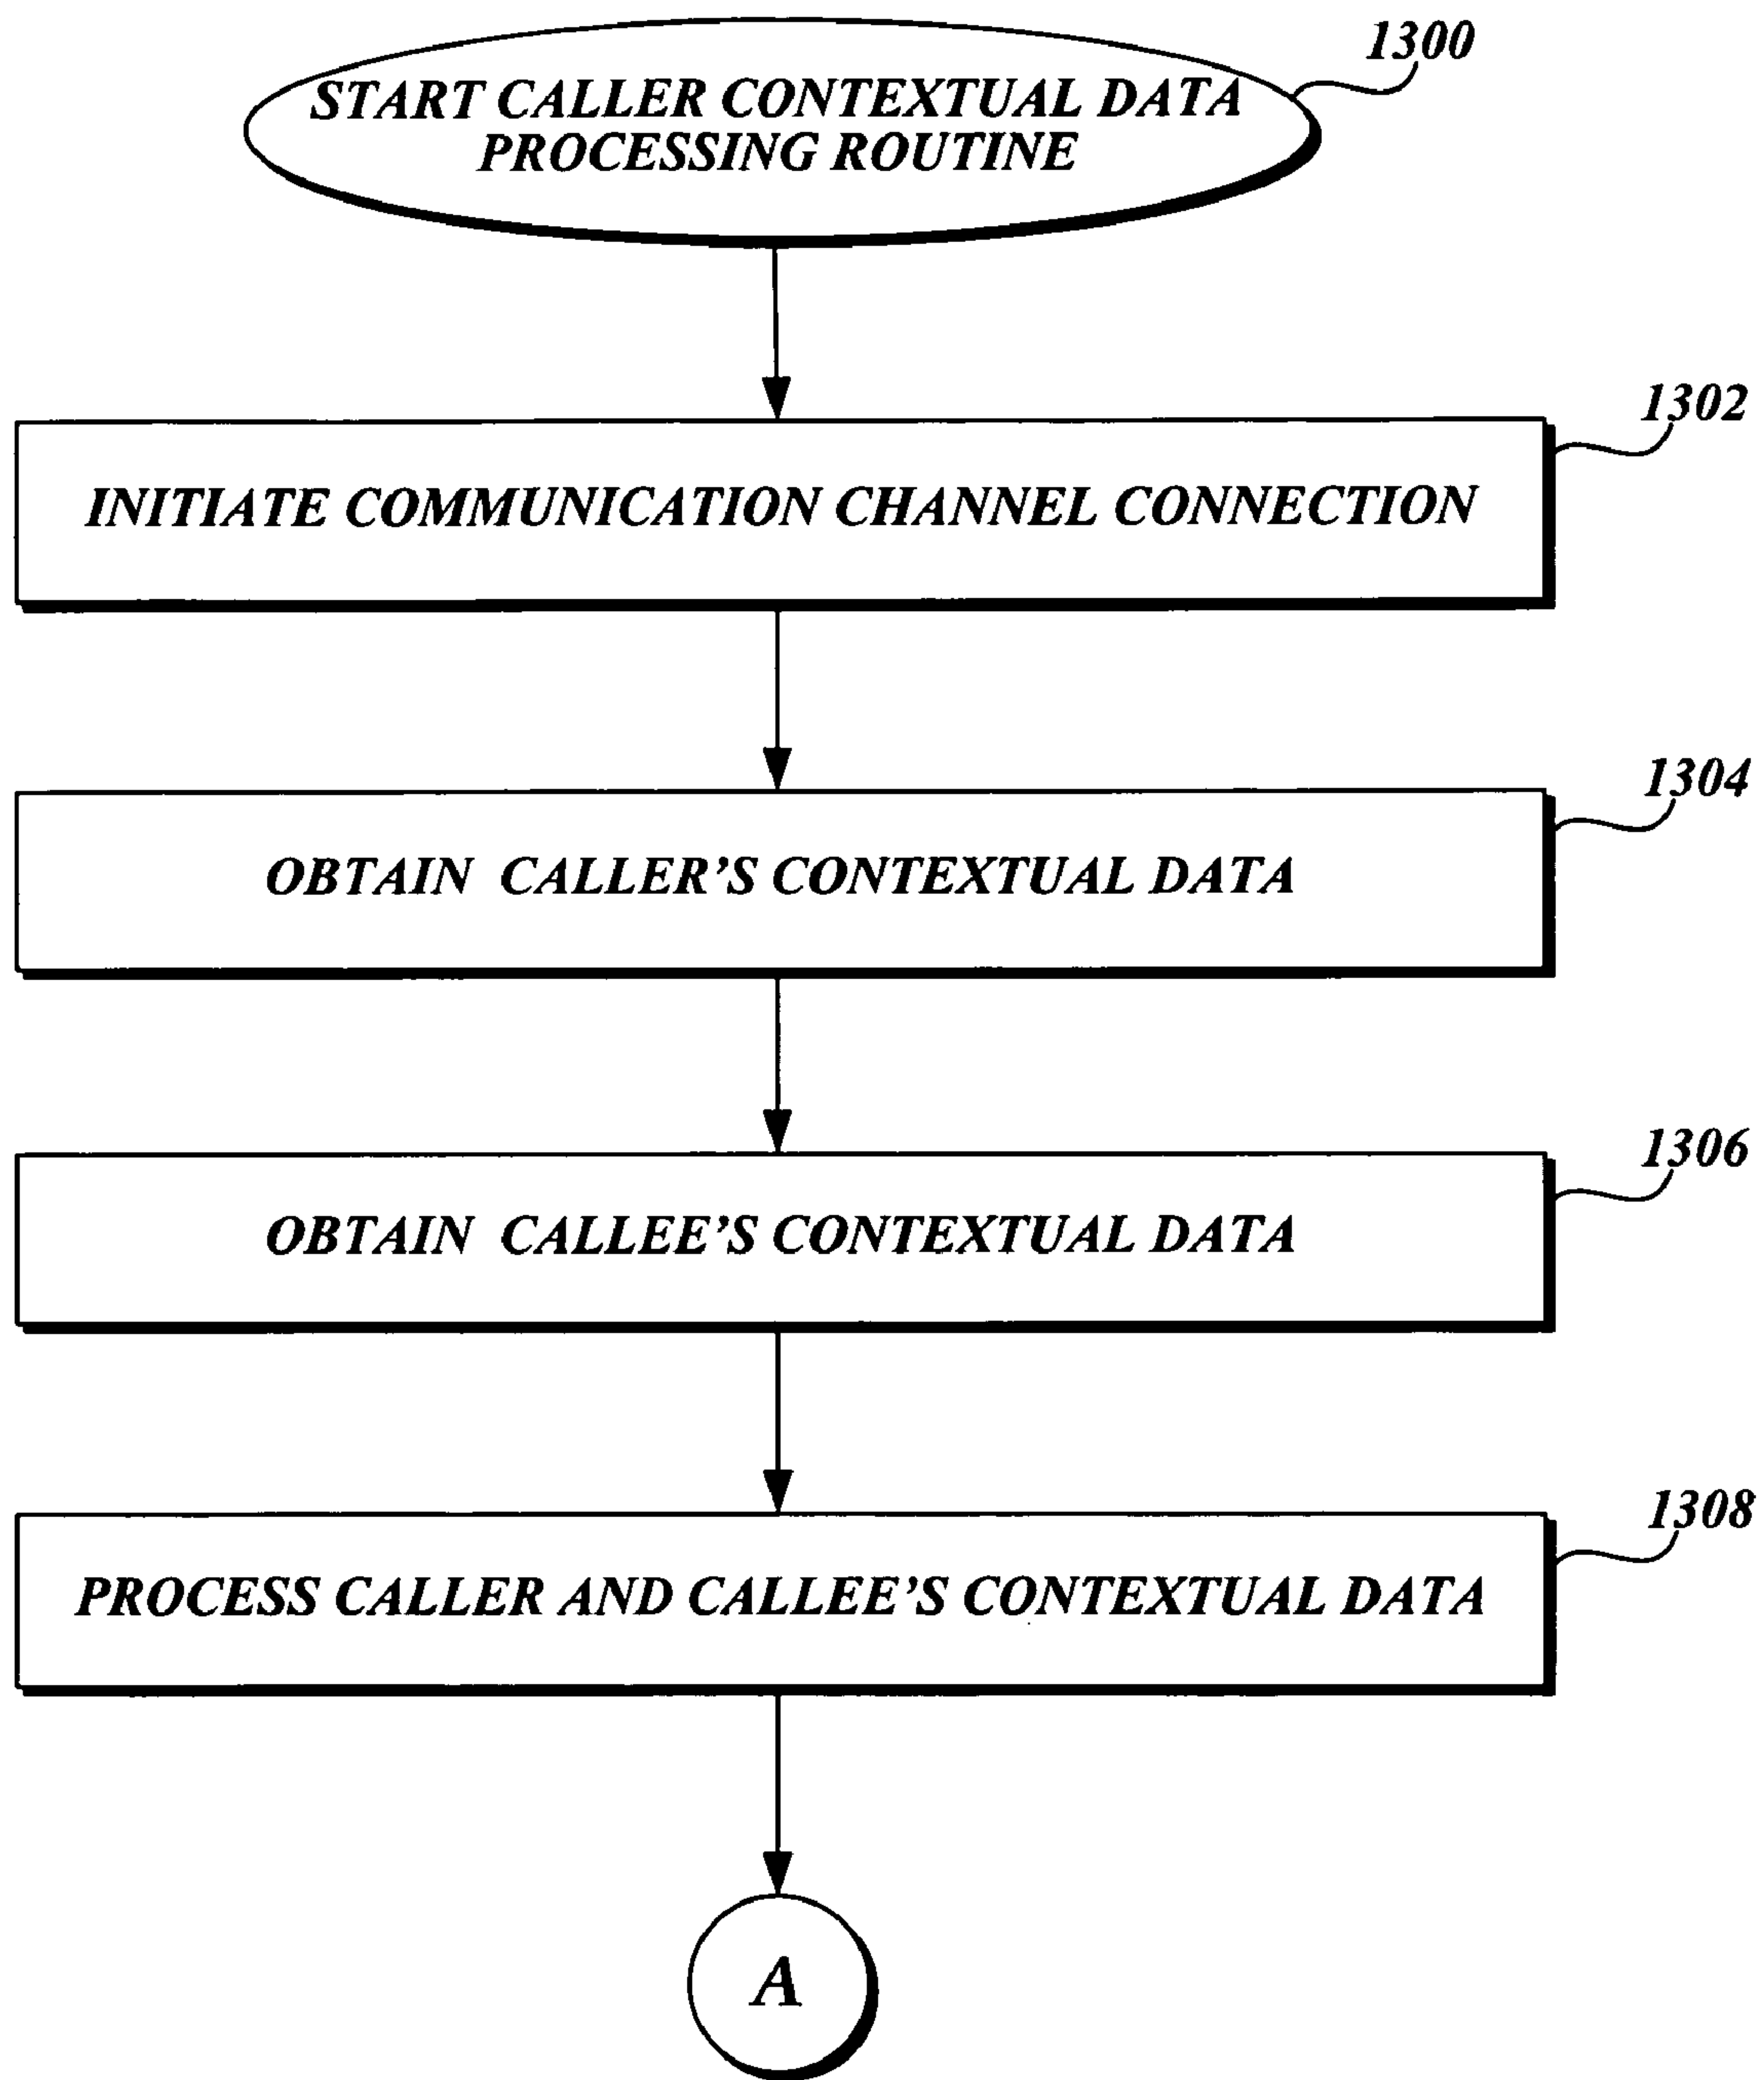 1300
START CALLER CONTEXTUAL DATA
PROCESSING ROUTINE
1302
INITIATE COMMUNICATION CHANNEL CONNECTION
1304
OBTAIN CALLER'S CONTEXTUAL DATA
1306
OBTAIN CALLEE'S CONTEXTUAL DATA
1308
PROCESS CALLER AND CALLEE'S CONTEXTUAL DATA
A